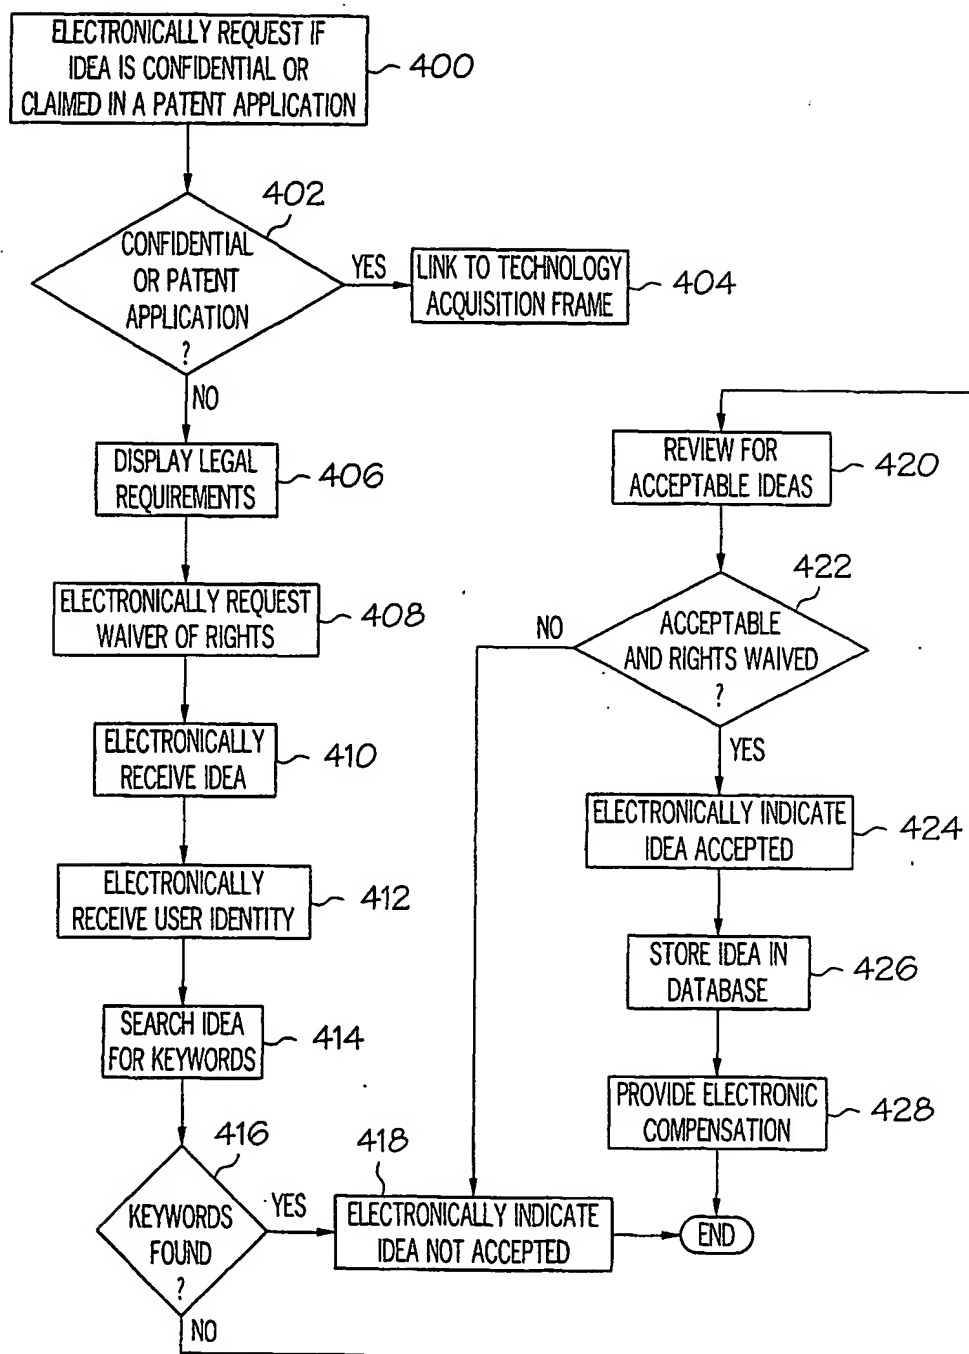 ELECTRONICALLY REQUEST IF
IDEA IS CONFIDENTIAL OR
CLAIMED IN A PATENT APPLICATION
400
402
CONFIDENTIAL
OR PATENT
APPLICATION
?
YES
LINK TO TECHNOLOGY
ACQUISITION FRAME
404
NO
DISPLAY LEGAL
REQUIREMENTS
406
ELECTRONICALLY REQUEST
WAIVER OF RIGHTS
408
ELECTRONICALLY
RECEIVE IDEA
410
ELECTRONICALLY
RECEIVE USER IDENTITY
412
SEARCH IDEA
FOR KEYWORDS
414
416
KEYWORDS
FOUND
?
YES
NO
418
ELECTRONICALLY INDICATE
IDEA NOT ACCEPTED
REVIEW FOR
ACCEPTABLE IDEAS
420
422
ACCEPTABLE
AND RIGHTS WAIVED
?
NO
YES
ELECTRONICALLY INDICATE
IDEA ACCEPTED
424
STORE IDEA IN
DATABASE
426
PROVIDE ELECTRONIC
COMPENSATION
428
END